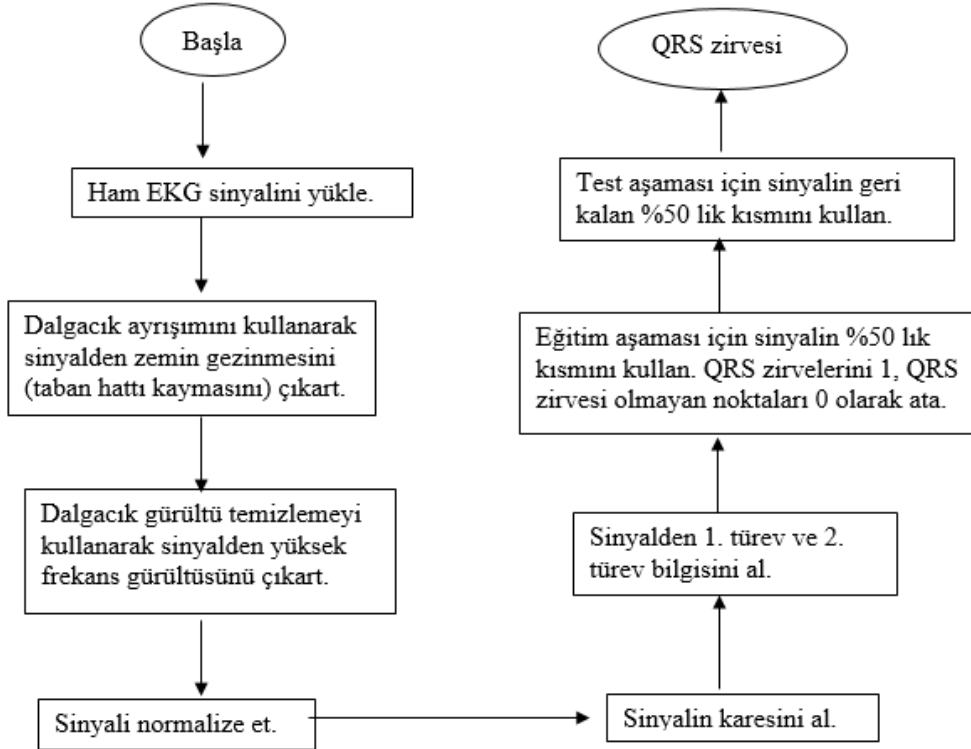 Başla
Ham EKG sinyalini yükle.
Dalgacık ayrışımını kullanarak
sinyalden zemin gezinmesini
(taban hattı kaymasını) çıkart.
Dalgacık gürültü temizlemeyi
kullanarak sinyalden yüksek
frekans gürültüsünü çıkart.
Sinyali normalize et.
Sinyalin karesini al.
Sinyalden 1. türev ve 2.
türev bilgisini al.
Eğitim aşaması için sinyalin %50 lik
kısmını kullan. QRS zirvelerini 1, QRS
zirvesi olmayan noktaları 0 olarak ata.
Test aşaması için sinyalin geri
kalan %50 lik kısmını kullan.
QRS zirvesi